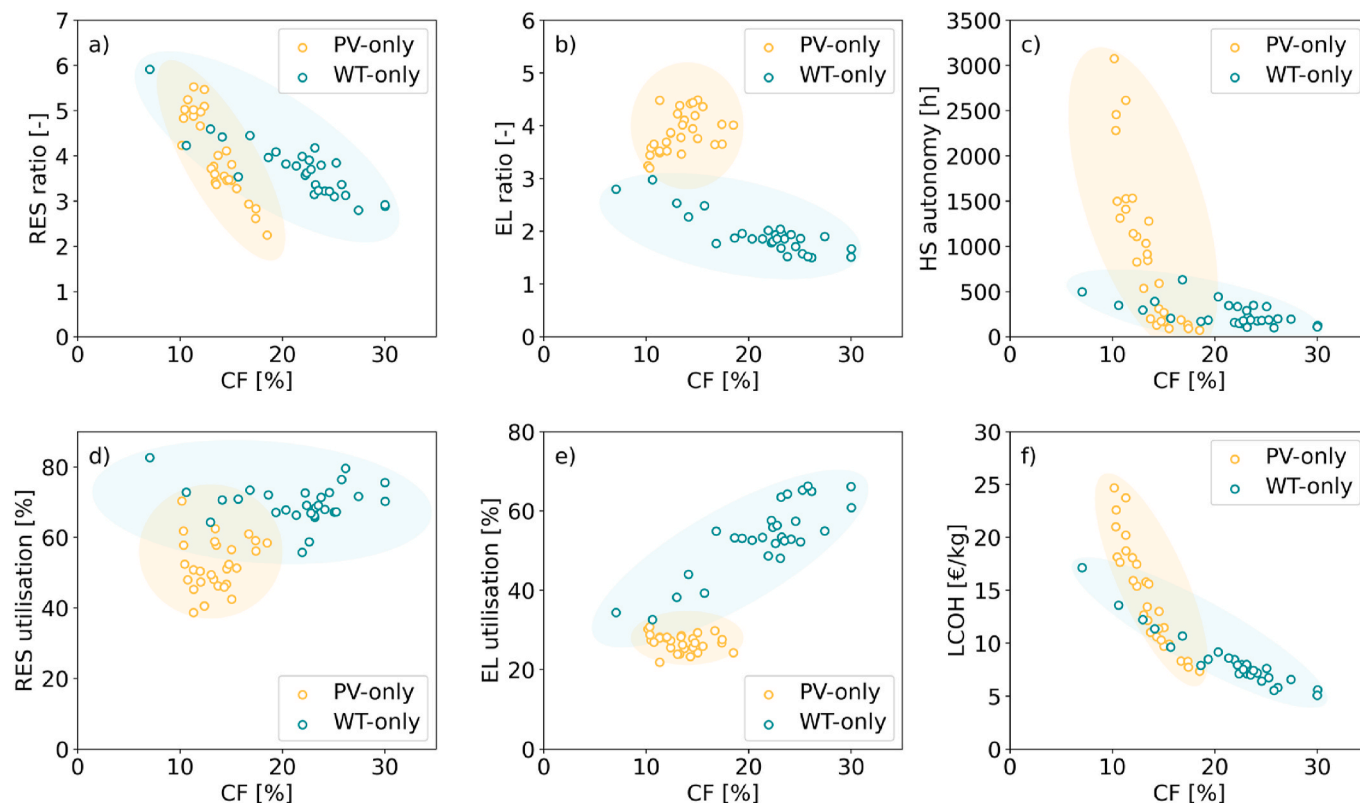 a)
PV-only
WT-only
RES ratio [-]
7
6
5
4
3
2
1
0
0
10
20
30
CF [%]
b)
PV-only
WT-only
EL ratio [-]
6
5
4
3
2
1
0
0
10
20
30
CF [%]
c)
PV-only
WT-only
HS autonomy [h]
3500
3000
2500
2000
1500
1000
500
0
0
10
20
30
CF [%]
d)
PV-only
WT-only
RES utilisation [%]
80
60
40
20
0
0
10
20
30
CF [%]
e)
PV-only
WT-only
EL utilisation [%]
80
60
40
20
0
0
10
20
30
CF [%]
f)
PV-only
WT-only
LCOH [€/kg]
30
25
20
15
10
5
0
0
10
20
30
CF [%]